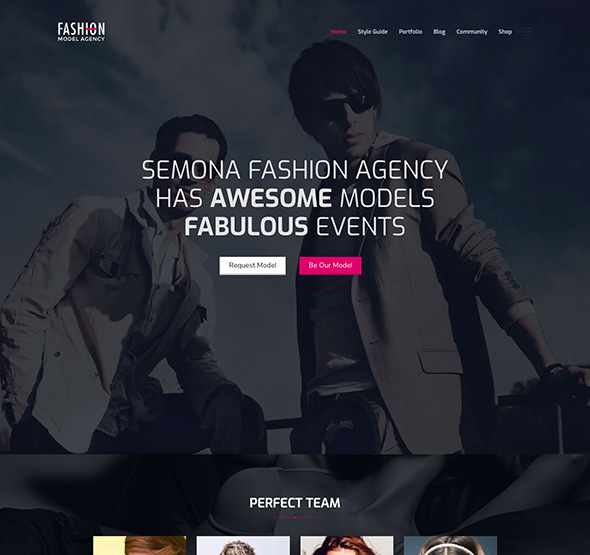 FASHION
MODEL AGENCY
Home Style Guide Portfolio Blog Community Shop
SEMONA FASHION AGENCY
HAS AWESOME MODELS
FABULOUS EVENTS
Request Model Be Our Model
PERFECT TEAM